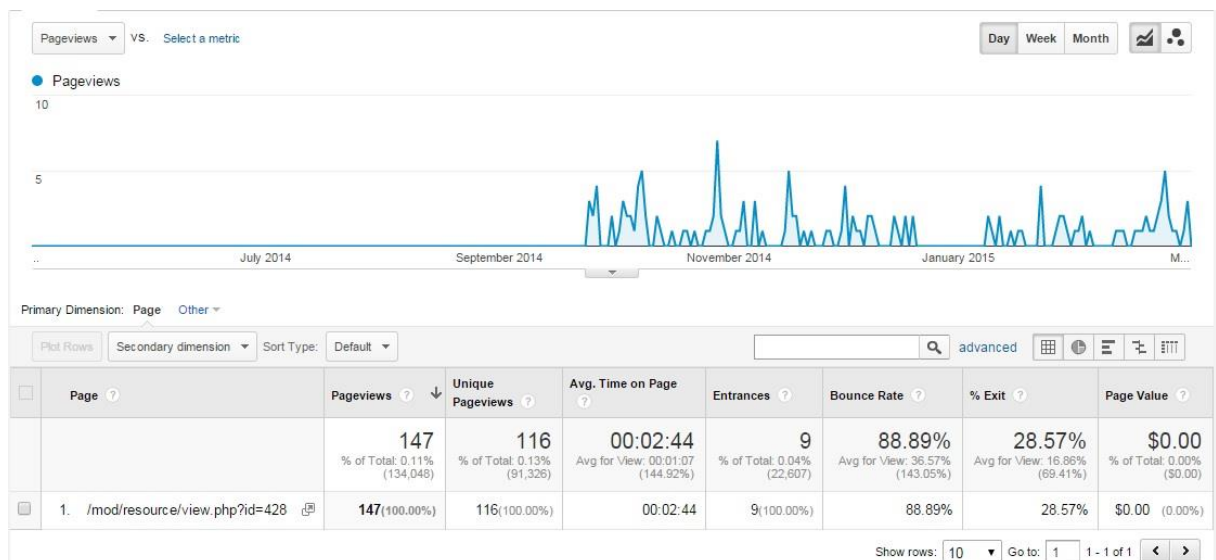 Pageviews VS. Select a metric Day Week Month
Pageviews
10
5
.. July 2014 September 2014 November 2014 January 2015 M...
Primary Dimension: Page Other
Plot Rows Secondary dimension Sort Type: Default advanced
Page ? Pageviews ? Unique Pageviews ? Avg. Time on Page ? Entrances ? Bounce Rate ? % Exit ? Page Value ?
147 116 00:02:44 9 88.89% 28.57% $0.00
% of Total: 0.11% % of Total: 0.13% Avg for View: 00:01:07 % of Total: 0.04% Avg for View: 36.57% Avg for View: 16.86% % of Total: 0.00%
(134,048) (91,326) (144.92%) (22,607) (143.05%) (69.41%) ($0.00)
1. /mod/resource/view.php?id=428 147(100.00%) 116(100.00%) 00:02:44 9(100.00%) 88.89% 28.57% $0.00 (0.00%)
Show rows: 10 Go to: 1 1 - 1 of 1